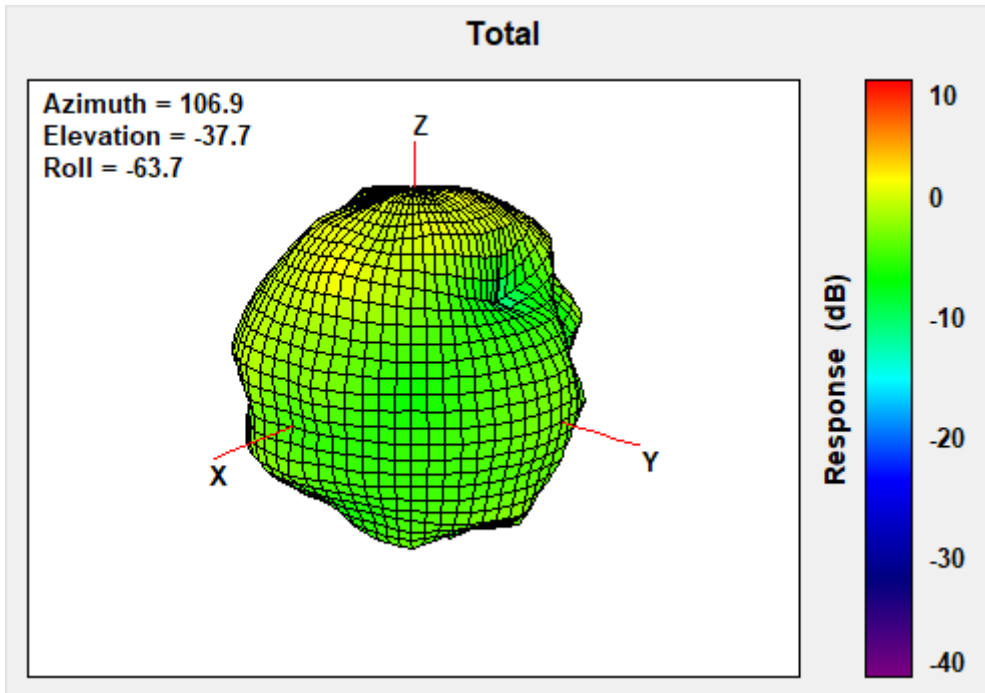 Total
Azimuth = 106.9
Elevation = -37.7
Roll = -63.7
Z
X
Y
Response (dB)
10
0
-10
-20
-30
-40